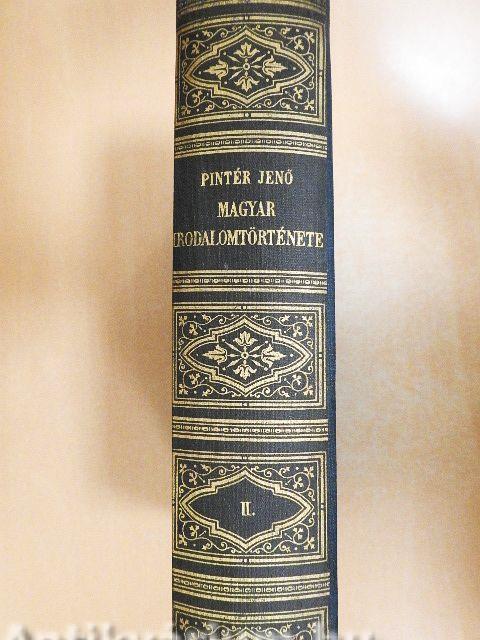 PINTÉR JENŐ
MAGYAR
IRODALOMTÖRTÉNETE
II.